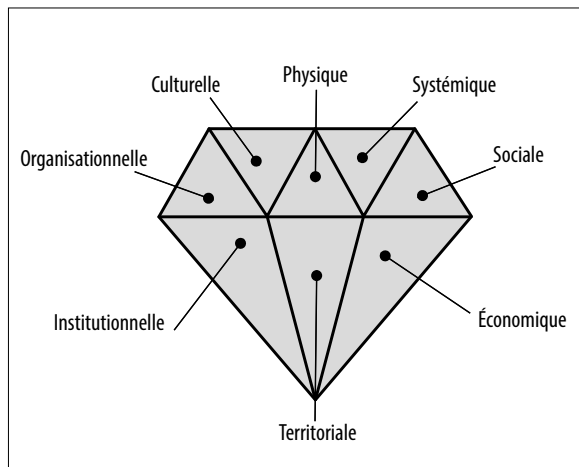 Physique
Culturelle
Systémique
Organisationnelle
Sociale
Institutionnelle
Économique
Territoriale